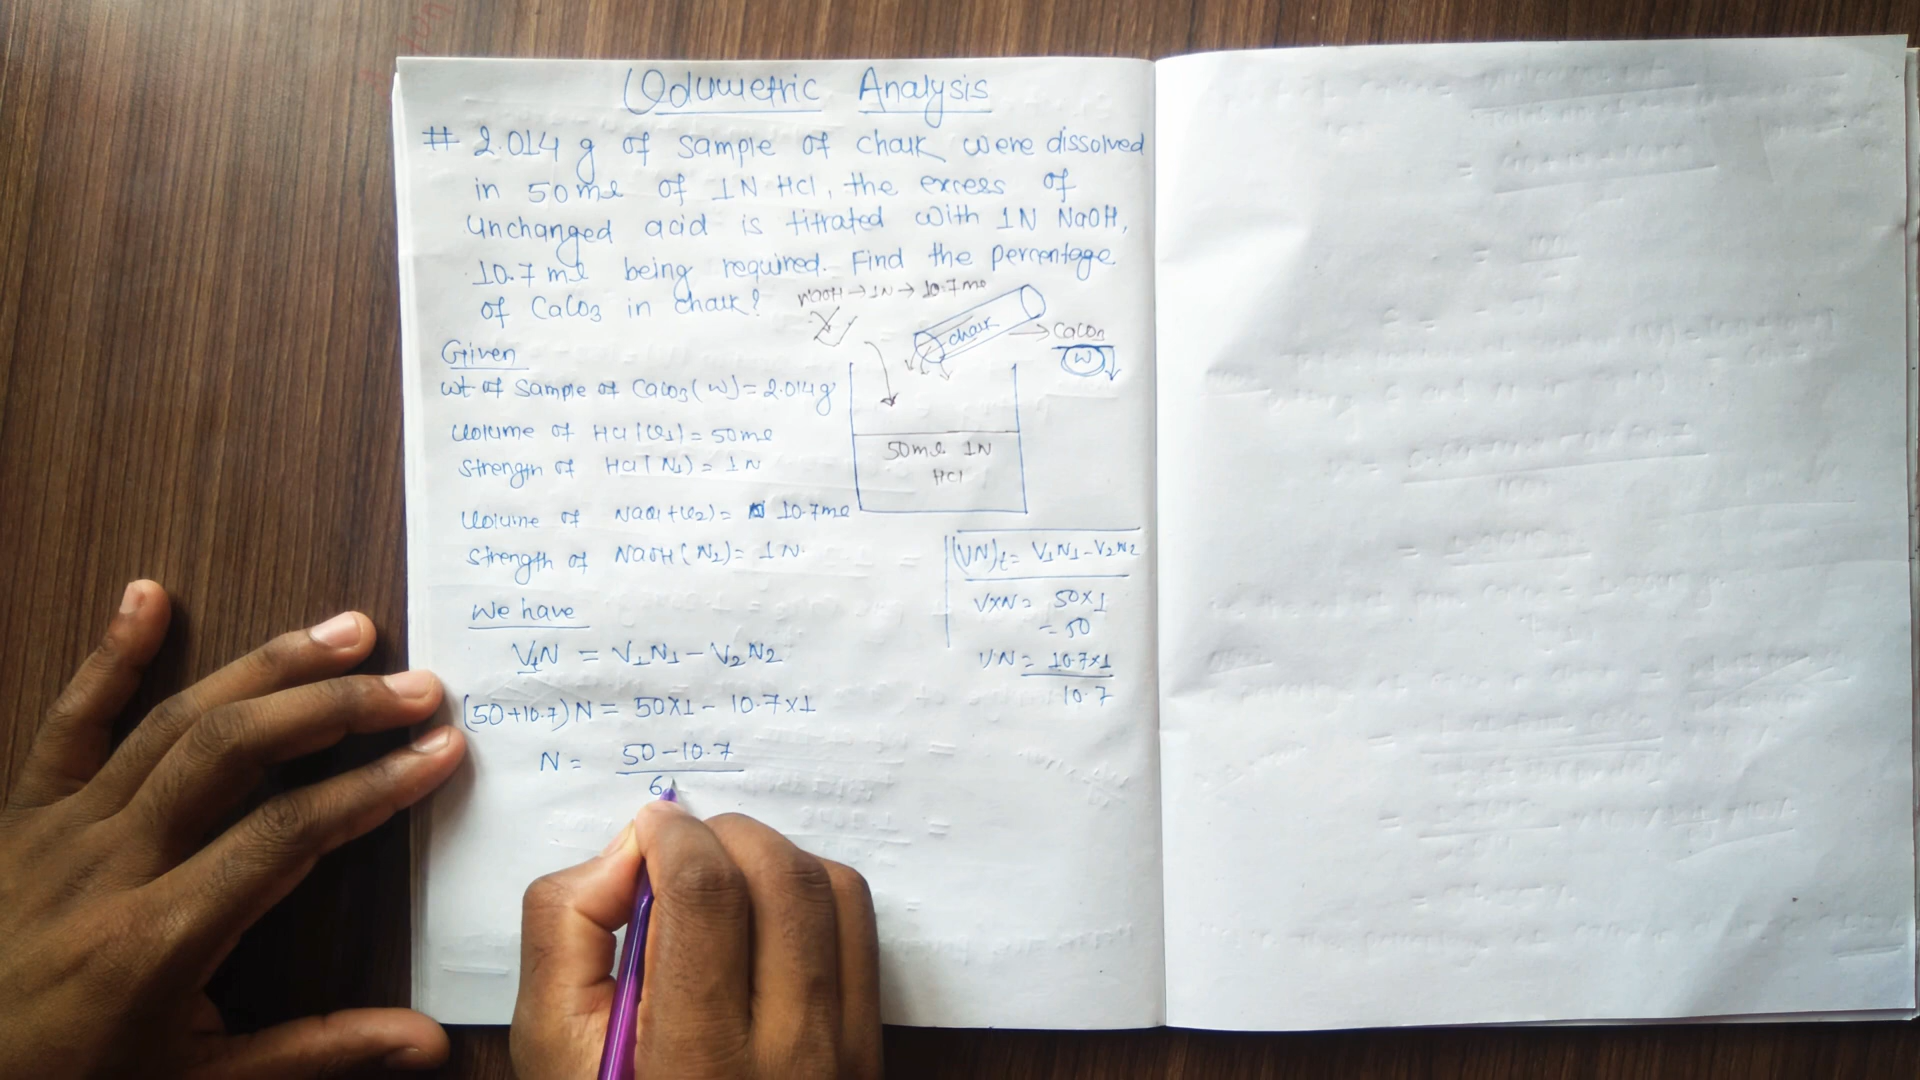 Volumetric Analysis
# 2.014 g of sample of chalk were dissolved
in 50 ml of 1N HCl, the excess of
unchanged acid is titrated with 1N NaOH,
10.7 ml being required. Find the percentage
of CaCO3 in chalk?
NaOH → 1N → 10.7 ml
chalk → CaCO3
W
Given
wt of sample of CaCO3 (w) = 2.014g
Volume of HCl (V1) = 50ml
Strength of HCl (N1) = 1N
50ml 1N
HCl
Volume of NaOH (V2) = 10.7ml
Strength of NaOH (N2) = 1N.
(VN)t = V1N1 - V2N2
V×N = 50×1
= 50
VN = 10.7×1
10.7
We have
VtN = V1N1 - V2N2
(50+10.7) N = 50×1 - 10.7×1
N = 50-10.7
6